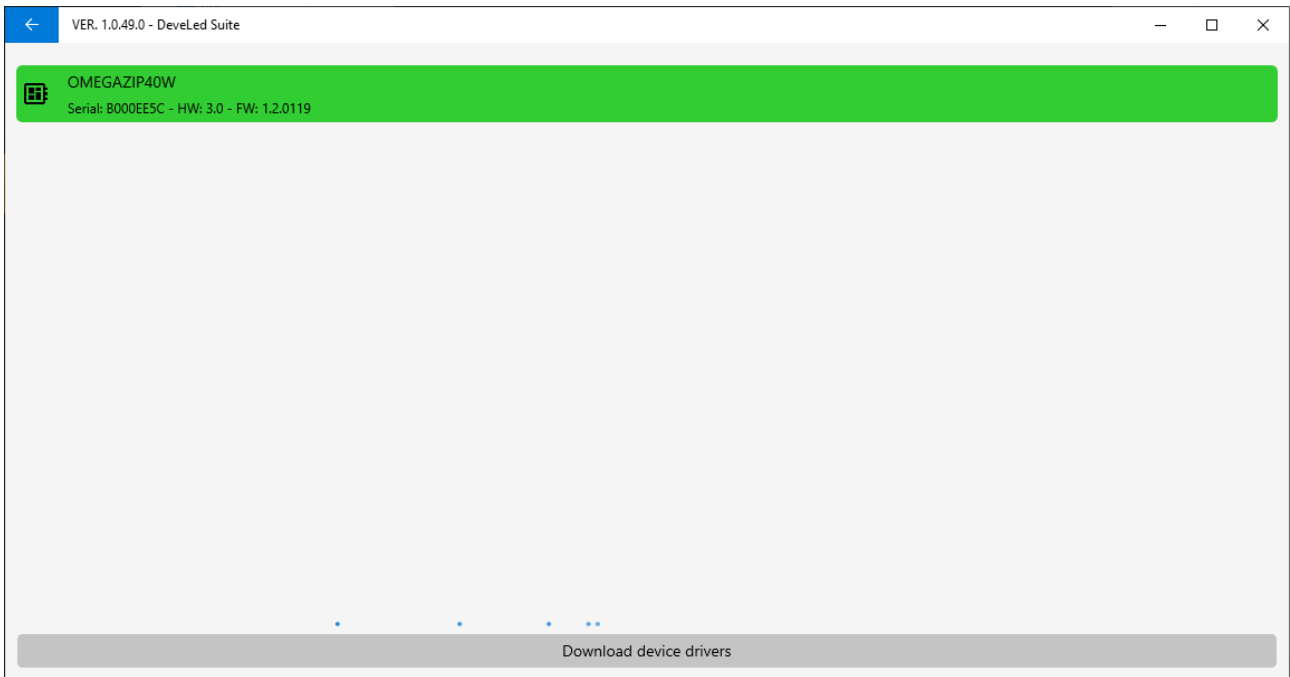 VER. 1.0.49.0 - DeveLed Suite
OMEGAZIP40W
Serial: B000EE5C - HW: 3.0 - FW: 1.2.0119
Download device drivers